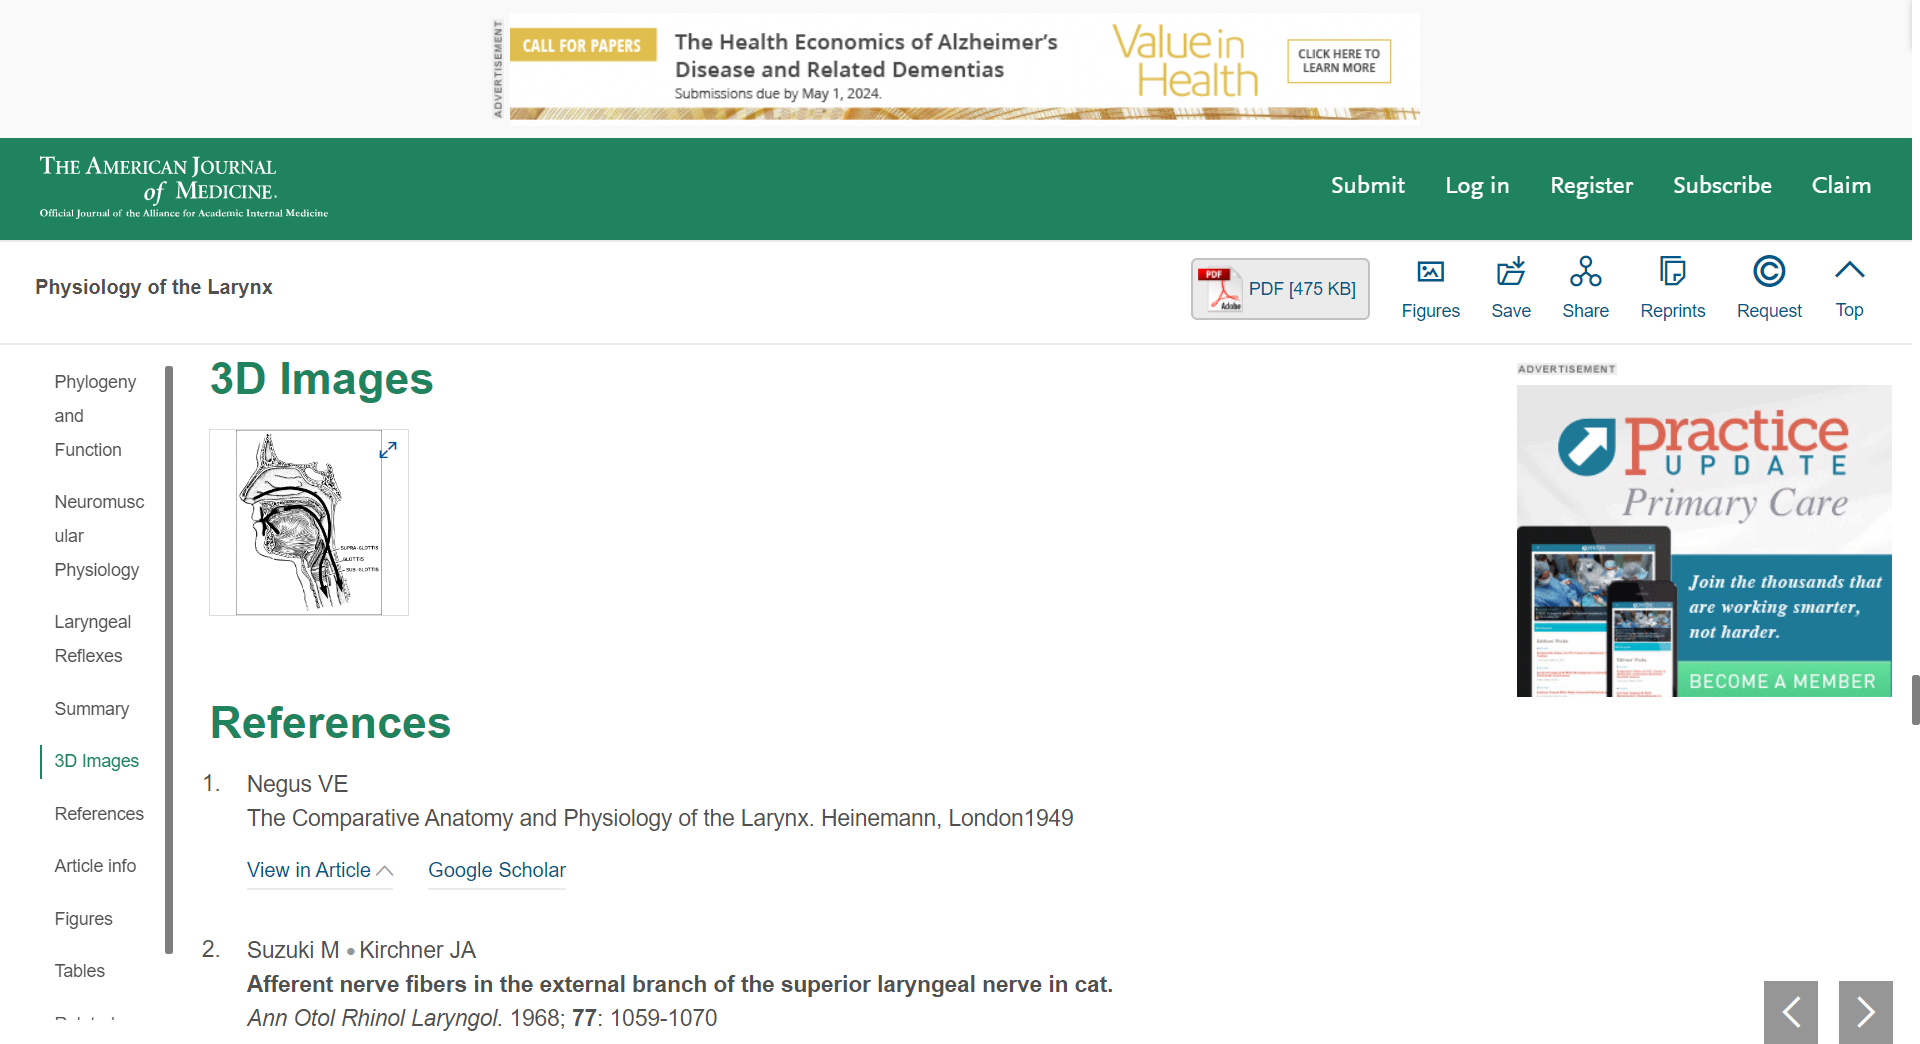 ADVERTISEMENT
CALL FOR PAPERS
The Health Economics of Alzheimer's
Disease and Related Dementias
Submissions due by May 1, 2024.
Value in
Health
CLICK HERE TO
LEARN MORE
THE AMERICAN JOURNAL
of MEDICINE.
Official Journal of the Alliance for Academic Internal Medicine
Submit
Log in
Register
Subscribe
Claim
Physiology of the Larynx
PDF
Adobe
PDF [475 KB]
Figures
Save
Share
Reprints
Request
Top
Phylogeny
and
Function
Neuromusc
ular
Physiology
Laryngeal
Reflexes
Summary
3D Images
References
Article info
Figures
Tables
3D Images
SUPRA-GLOTTIS
GLOTTIS
SUB-GLOTTIS
References
1. Negus VE
The Comparative Anatomy and Physiology of the Larynx. Heinemann, London1949
View in Article
Google Scholar
2. Suzuki M • Kirchner JA
Afferent nerve fibers in the external branch of the superior laryngeal nerve in cat.
Ann Otol Rhinol Laryngol. 1968; 77: 1059-1070
ADVERTISEMENT
practice
UPDATE
Primary Care
Join the thousands that
are working smarter,
not harder.
BECOME A MEMBER